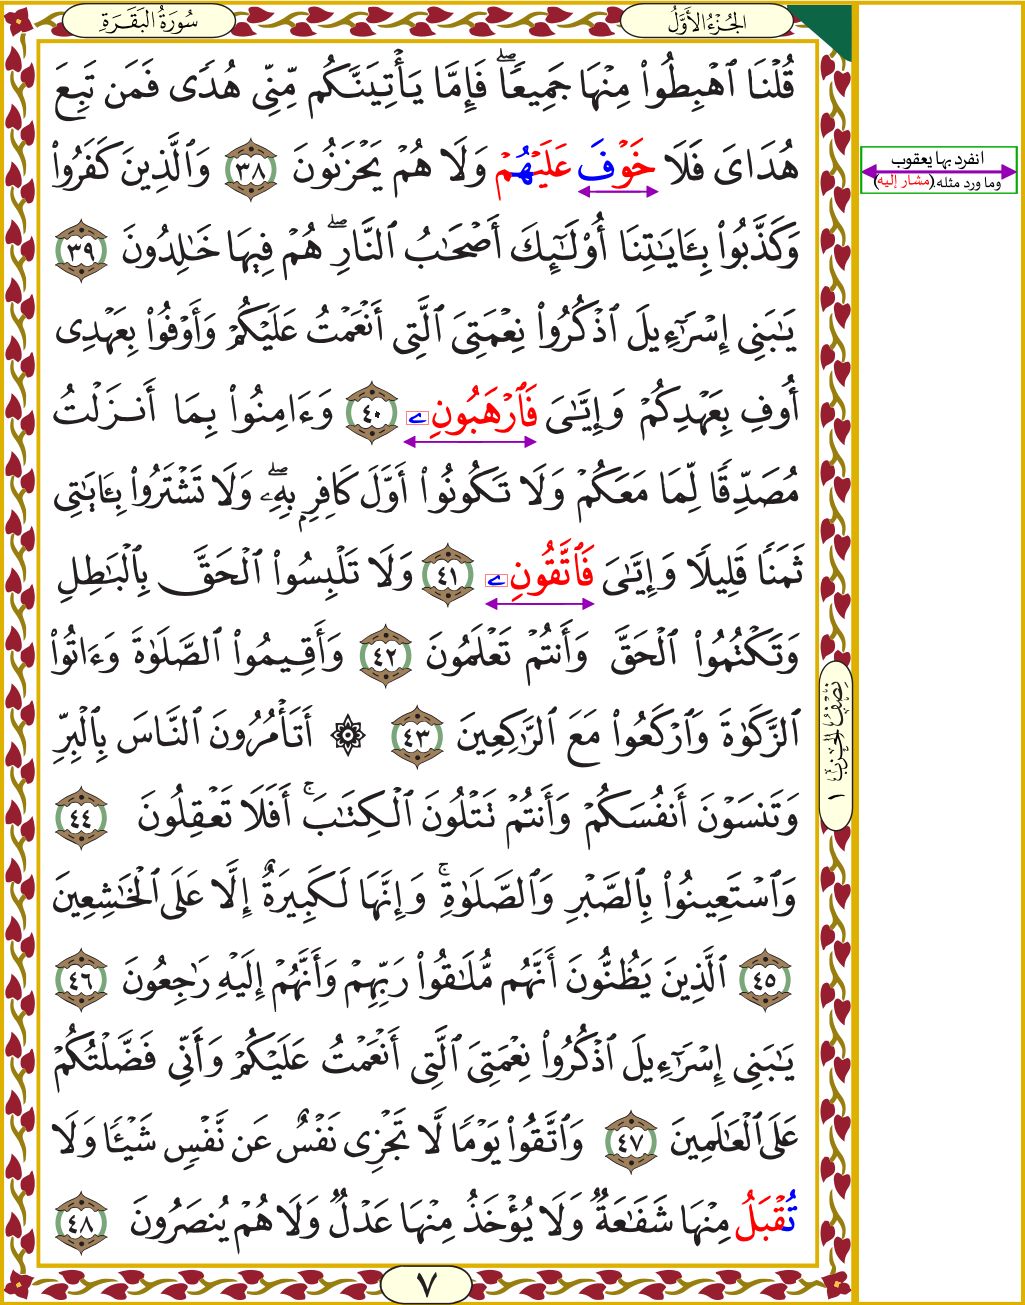 سُورَةُ البَقَرَةِ
الجُزْءُ الأَوَّلُ
قُلْنَا ٱهْبِطُوا۟ مِنْهَا جَمِيعًاۖ فَإِمَّا يَأْتِيَنَّكُم مِّنِّى هُدًى فَمَن تَبِعَ
هُدَاىَ فَلَا خَوْفَ عَلَيْهُمْ وَلَا هُمْ يَحْزَنُونَ ٣٨ وَٱلَّذِينَ كَفَرُوا۟
وَكَذَّبُوا۟ بِـَٔايَـٰتِنَا أُو۟لَـٰٓئِكَ أَصْحَـٰبُ ٱلنَّارِۖ هُمْ فِيهَا خَـٰلِدُونَ ٣٩
يَـٰبَنِى إِسْرَٰٓءِيلَ ٱذْكُرُوا۟ نِعْمَتِىَ ٱلَّتِى أَنْعَمْتُ عَلَيْكُمْ وَأَوْفُوا۟ بِعَهْدِى
أُوفِ بِعَهْدِكُمْ وَإِيَّـٰىَ فَٱرْهَبُونِۦ ٤٠ وَءَامِنُوا۟ بِمَا أَنزَلْتُ
مُصَدِّقًا لِّمَا مَعَكُمْ وَلَا تَكُونُوا۟ أَوَّلَ كَافِرٍۭ بِهِۦۖ وَلَا تَشْتَرُوا۟ بِـَٔايَـٰتِى
ثَمَنًا قَلِيلًا وَإِيَّـٰىَ فَٱتَّقُونِۦ ٤١ وَلَا تَلْبِسُوا۟ ٱلْحَقَّ بِٱلْبَـٰطِلِ
وَتَكْتُمُوا۟ ٱلْحَقَّ وَأَنتُمْ تَعْلَمُونَ ٤٢ وَأَقِيمُوا۟ ٱلصَّلَوٰةَ وَءَاتُوا۟
ٱلزَّكَوٰةَ وَٱرْكَعُوا۟ مَعَ ٱلرَّٰكِعِينَ ٤٣ ۞ أَتَأْمُرُونَ ٱلنَّاسَ بِٱلْبِرِّ
وَتَنسَوْنَ أَنفُسَكُمْ وَأَنتُمْ تَتْلُونَ ٱلْكِتَـٰبَۚ أَفَلَا تَعْقِلُونَ ٤٤
وَٱسْتَعِينُوا۟ بِٱلصَّبْرِ وَٱلصَّلَوٰةِۚ وَإِنَّهَا لَكَبِيرَةٌ إِلَّا عَلَى ٱلْخَـٰشِعِينَ
٤٥ ٱلَّذِينَ يَظُنُّونَ أَنَّهُم مُّلَـٰقُوا۟ رَبِّهِمْ وَأَنَّهُمْ إِلَيْهِ رَٰجِعُونَ ٤٦
يَـٰبَنِى إِسْرَٰٓءِيلَ ٱذْكُرُوا۟ نِعْمَتِىَ ٱلَّتِى أَنْعَمْتُ عَلَيْكُمْ وَأَنِّى فَضَّلْتُكُمْ
عَلَى ٱلْعَـٰلَمِينَ ٤٧ وَٱتَّقُوا۟ يَوْمًا لَّا تَجْزِى نَفْسٌ عَن نَّفْسٍ شَيْـًٔا وَلَا
تُقْبَلُ مِنْهَا شَفَـٰعَةٌ وَلَا يُؤْخَذُ مِنْهَا عَدْلٌ وَلَا هُمْ يُنصَرُونَ ٤٨
٧
نِصْفُ الحِزْبِ ١
انفرد بها يعقوب
وما ورد مثله.(مشار إليه)